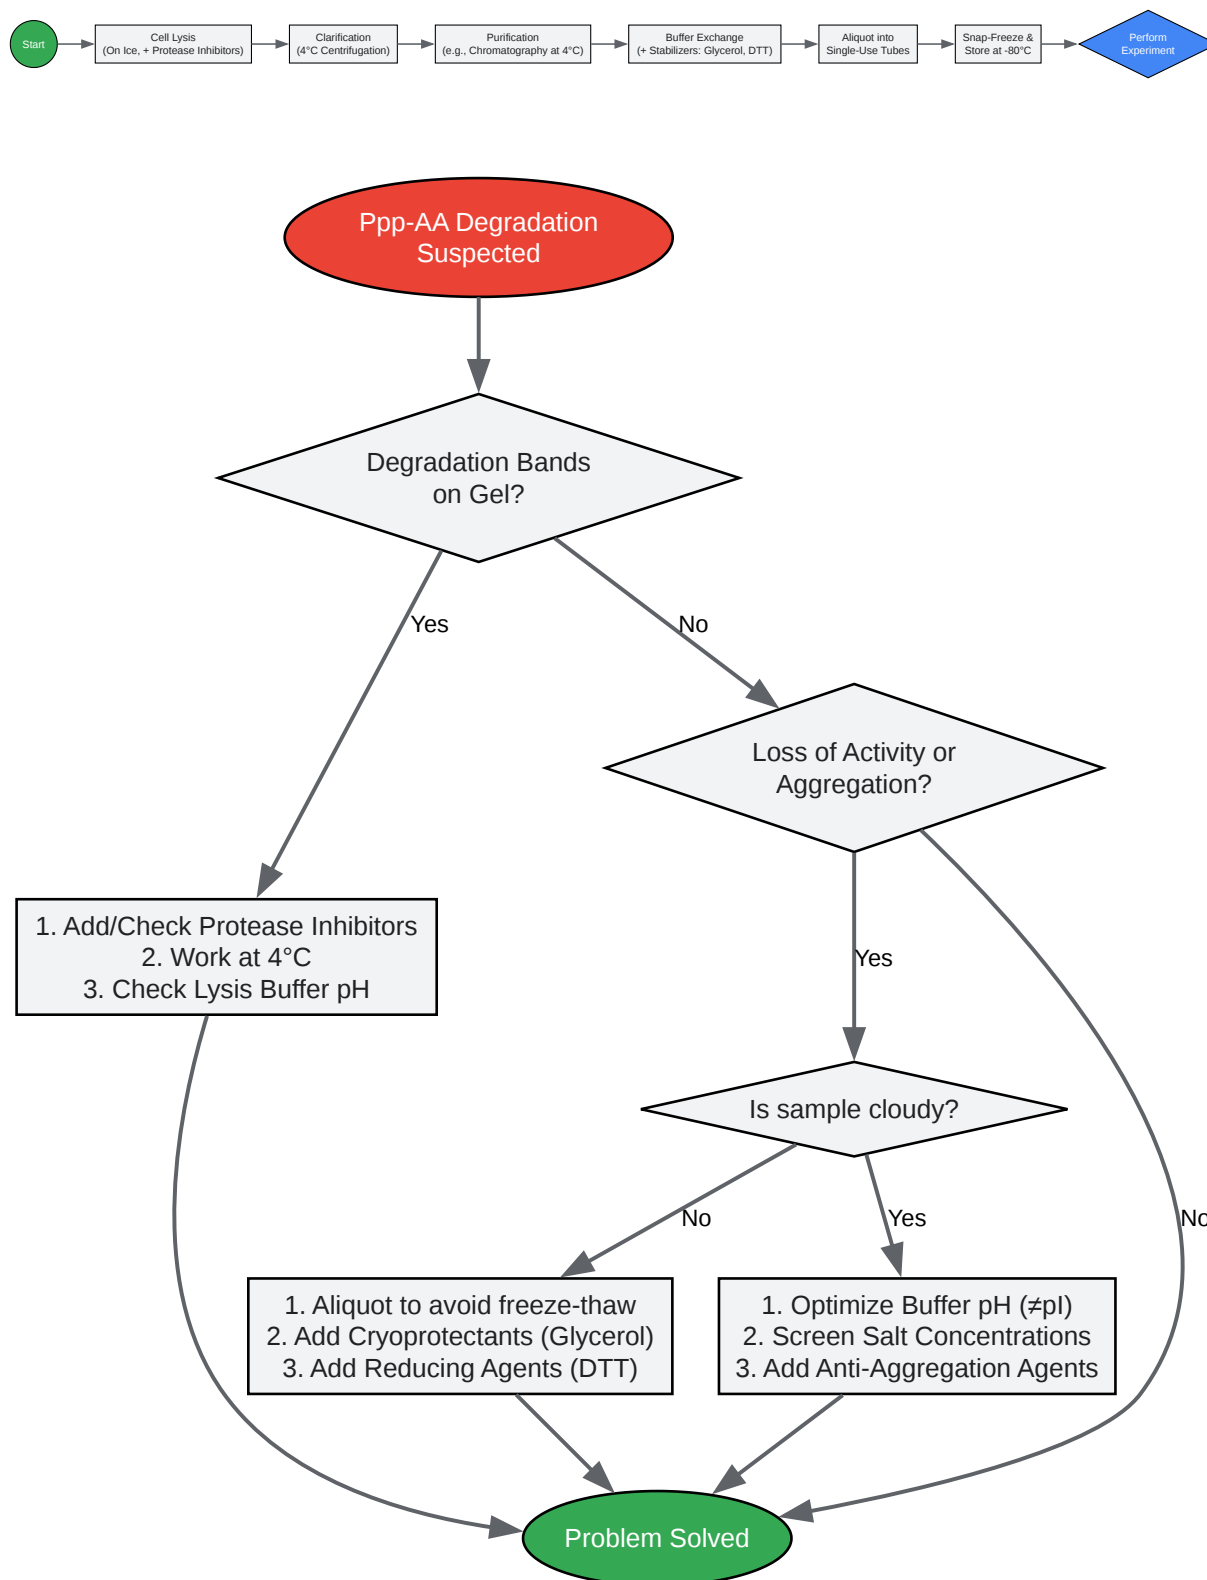 Start
Cell Lysis
(On Ice, + Protease Inhibitors)
Clarification
(4°C Centrifugation)
Purification
(e.g., Chromatography at 4°C)
Buffer Exchange
(+ Stabilizers: Glycerol, DTT)
Aliquot into
Single-Use Tubes
Snap-Freeze &
Store at -80°C
Perform
Experiment
Ppp-AA Degradation
Suspected
Degradation Bands
on Gel?
Yes
No
Loss of Activity or
Aggregation?
1. Add/Check Protease Inhibitors
2. Work at 4°C
3. Check Lysis Buffer pH
Yes
Is sample cloudy?
No
Yes
No
1. Aliquot to avoid freeze-thaw
2. Add Cryoprotectants (Glycerol)
3. Add Reducing Agents (DTT)
1. Optimize Buffer pH (≠pI)
2. Screen Salt Concentrations
3. Add Anti-Aggregation Agents
Problem Solved